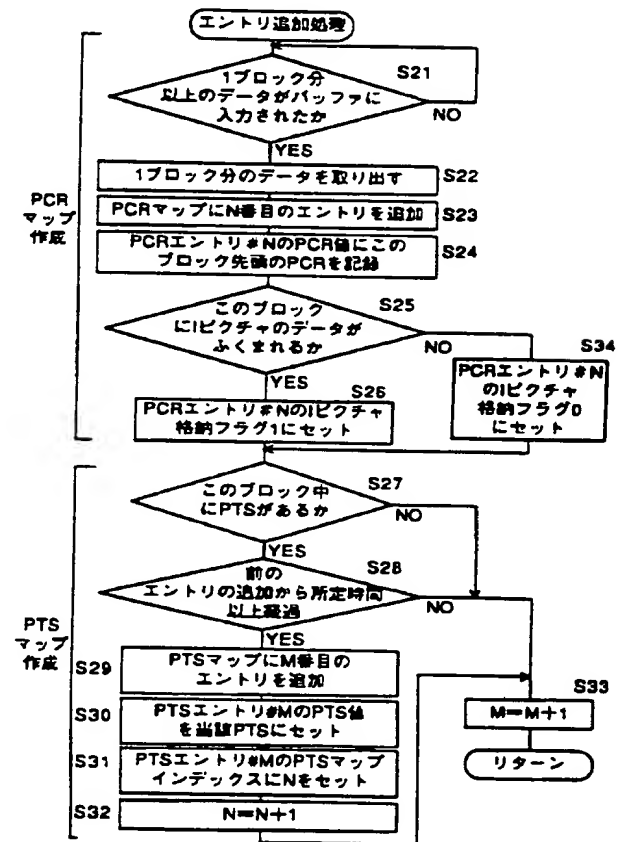 エントリ追加処理
1ブロック分
以上のデータがバッファに
入力されたか
S21
NO
YES
1ブロック分のデータを取り出す
S22
PCR
マップ
作成
PCRマップにN番目のエントリを追加
S23
PCRエントリ#NのPCR値にこの
ブロック先頭のPCRを記録
S24
このブロック
にIピクチャのデータが
ふくまれるか
S25
NO
YES
S34
PCRエントリ#N
のIピクチャ
格納フラグ0
にセット
S26
PCRエントリ#NのIピクチャ
格納フラグ1にセット
このブロック中
にPTSがあるか
S27
NO
YES
前の
エントリの追加から所定時間
以上経過
S28
NO
YES
PTS
マップ
作成
S29
PTSマップにM番目の
エントリを追加
S30
PTSエントリ#MのPTS値
を当該PTSにセット
S31
PTSエントリ#MのPTSマップ
インデックスにNをセット
S32
N=N+1
S33
M=M+1
リターン